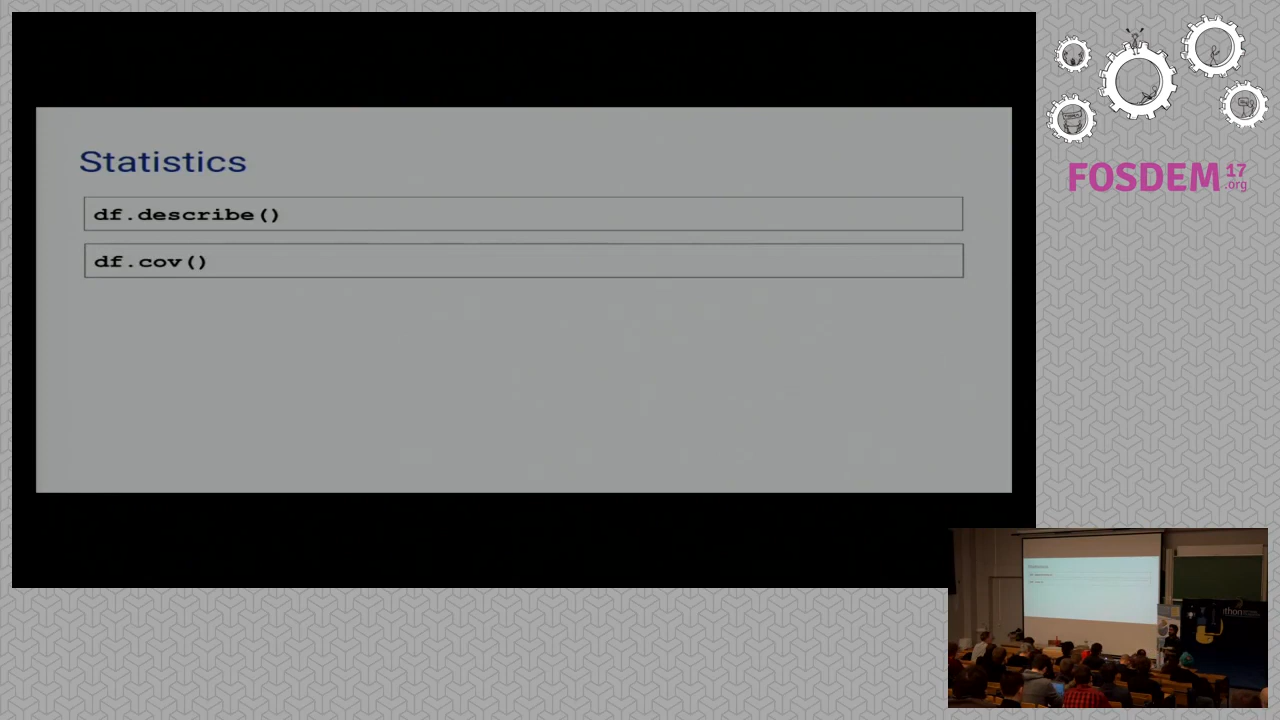 Statistics
df.describe()
df.cov()
FOSDEM 17
.org